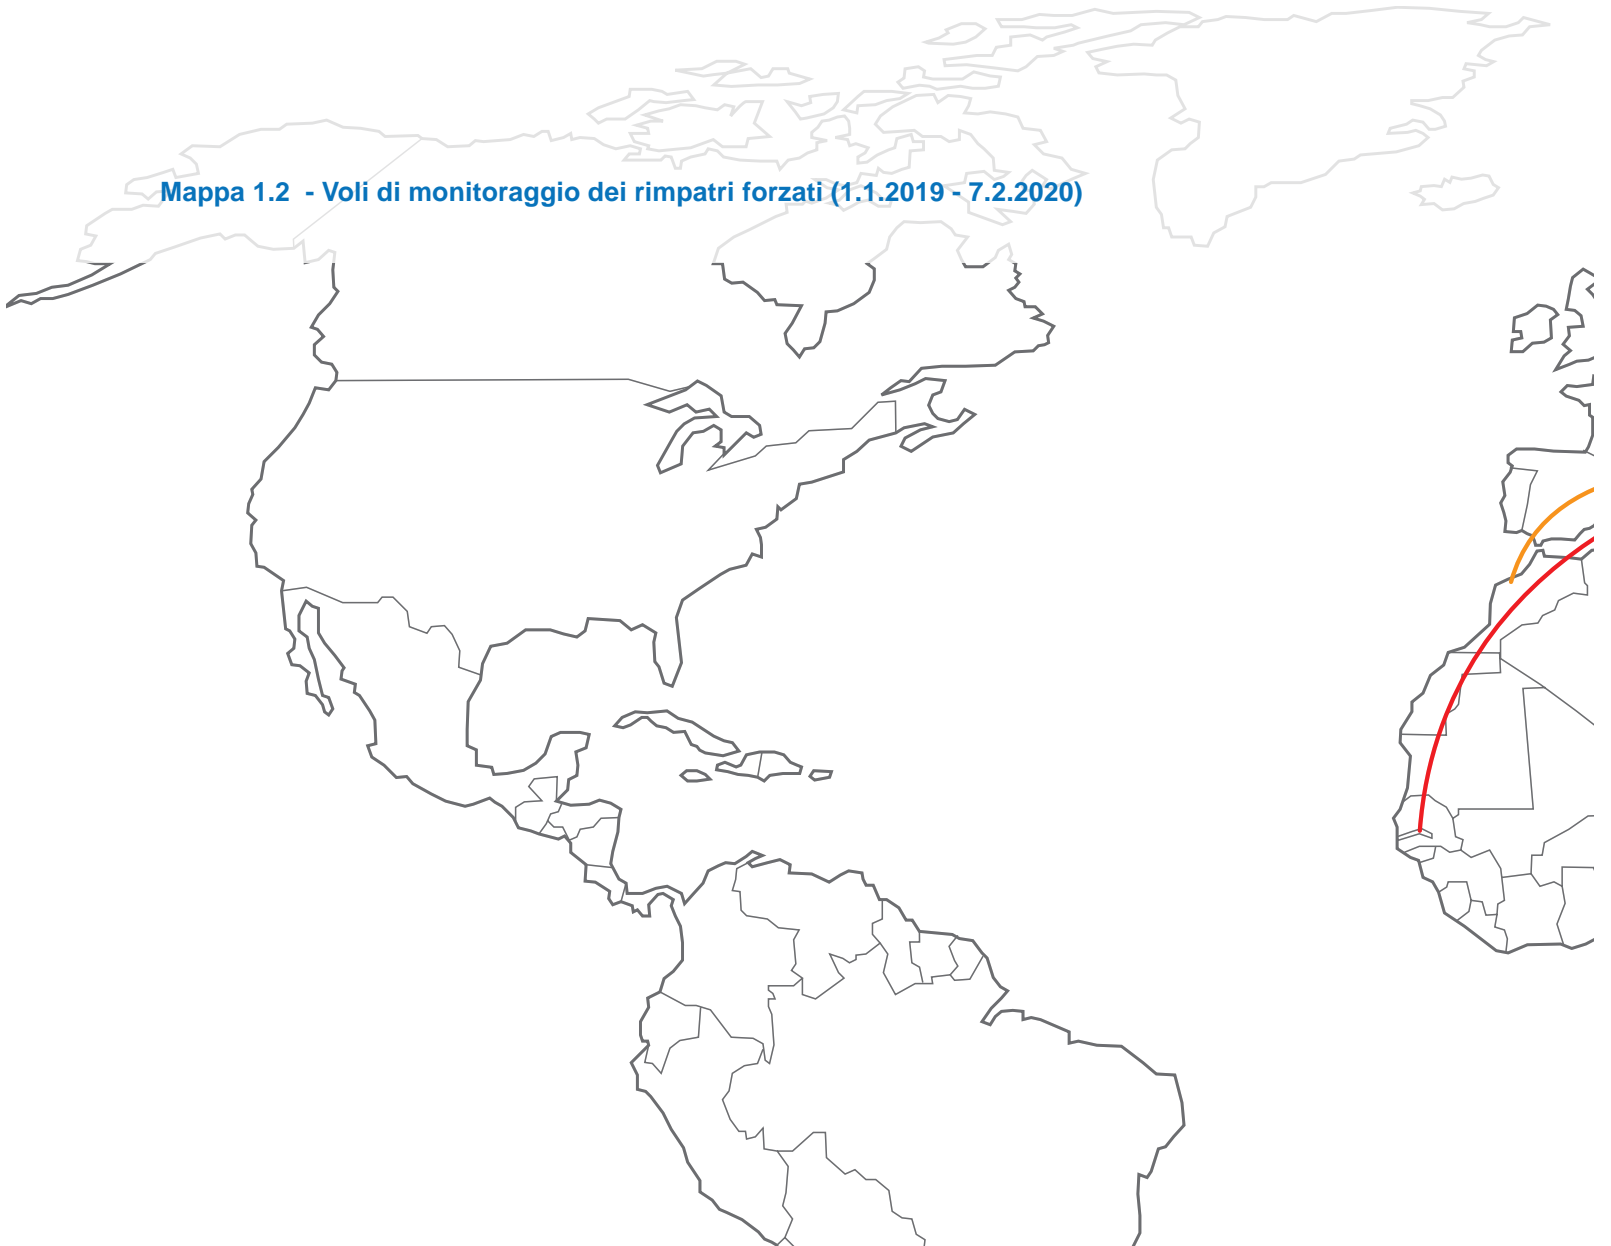 Mappa 1.2 - Voli di monitoraggio dei rimpatri forzati (1.1.2019 - 7.2.2020)